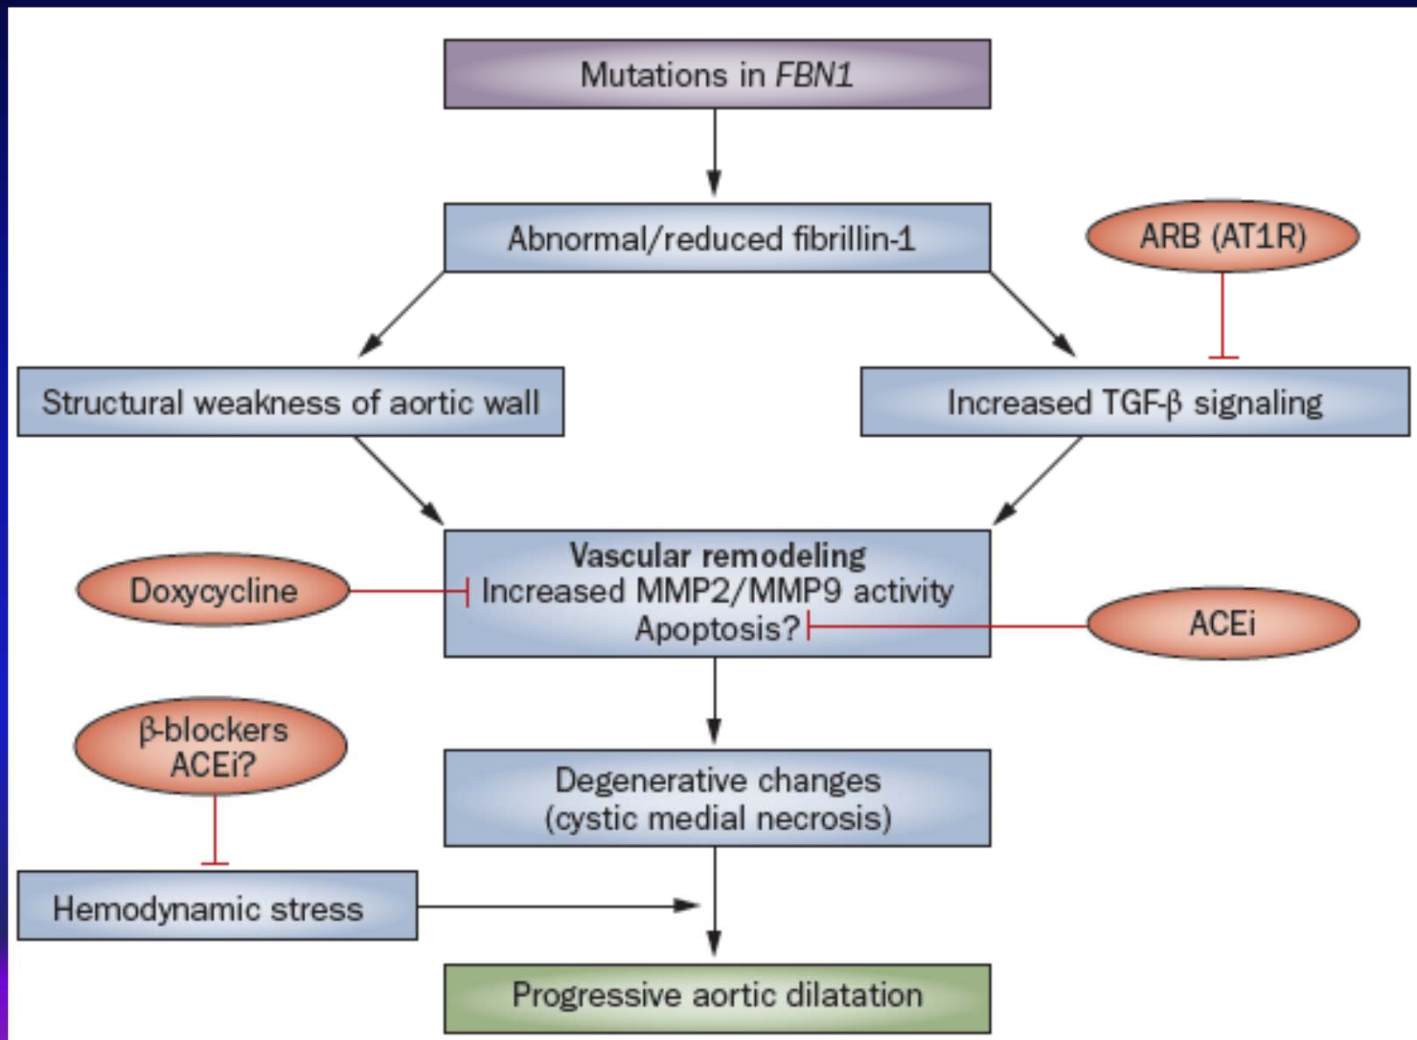 Mutations in FBN1
Abnormal/reduced fibrillin-1
ARB (AT1R)
Structural weakness of aortic wall
Increased TGF-β signaling
Vascular remodeling
Increased MMP2/MMP9 activity
Apoptosis?
Doxycycline
ACEi
β-blockers
ACEi?
Degenerative changes
(cystic medial necrosis)
Hemodynamic stress
Progressive aortic dilatation